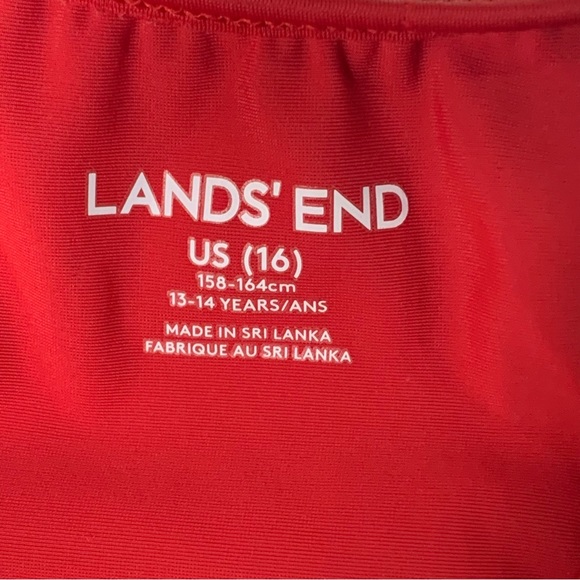 LANDS' END
US (16)
158-164cm
13-14 YEARS/ANS
MADE IN SRI LANKA
FABRIQUE AU SRI LANKA